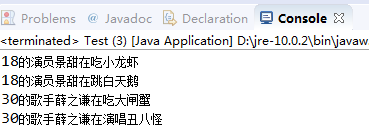 Problems @ Javadoc Declaration Console
<terminated> Test (3) [Java Application] D:\jre-10.0.2\bin\javaw.
18的演员景甜在吃小龙虾
18的演员景甜在跳白天鹅
30的歌手薛之谦在吃大闸蟹
30的歌手薛之谦在演唱丑八怪